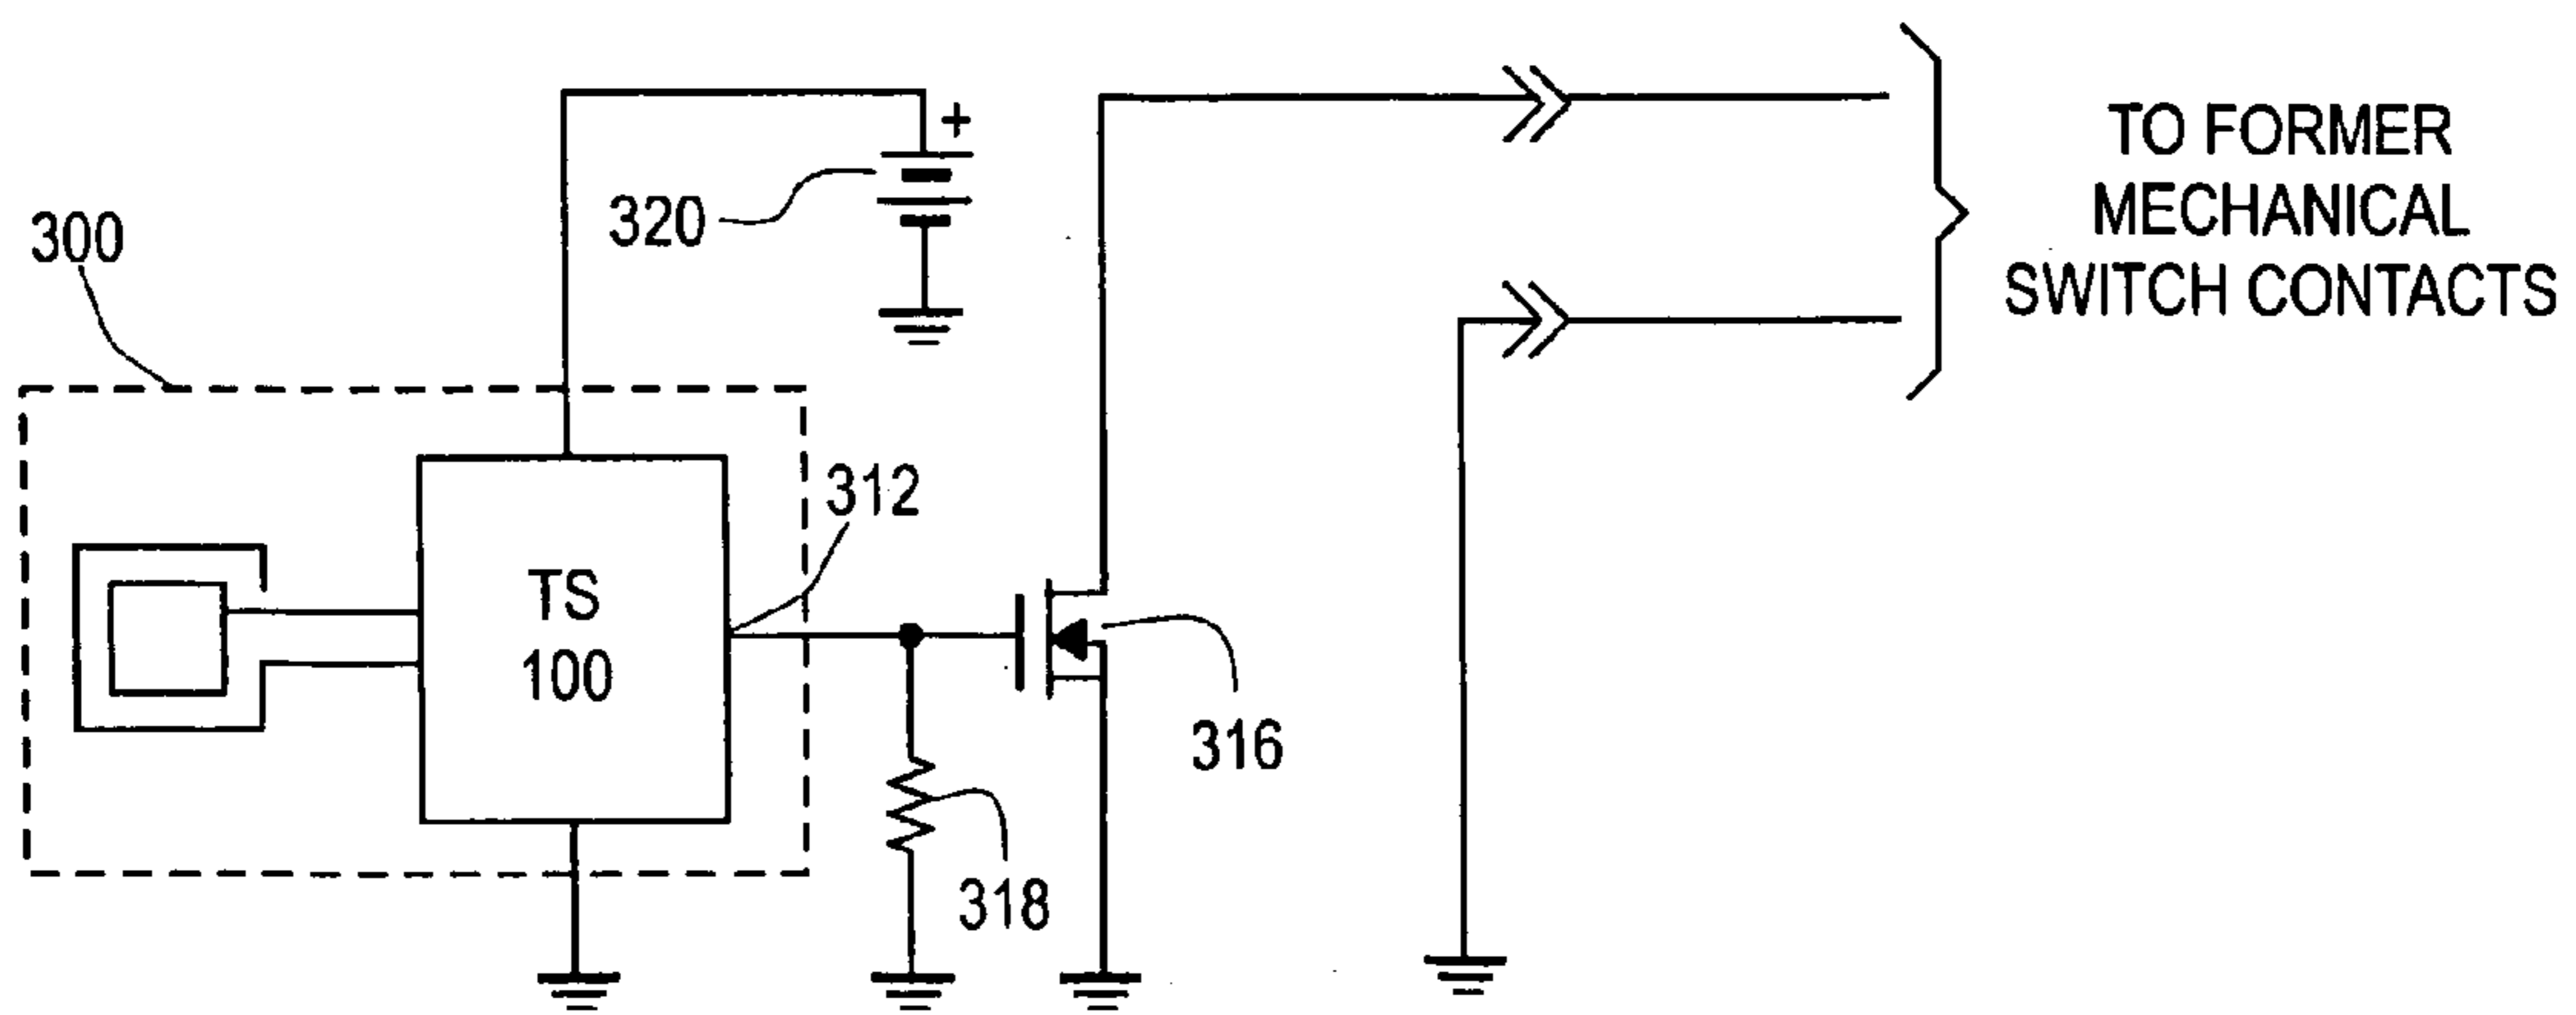 +
320
300
TO FORMER
MECHANICAL
SWITCH CONTACTS
312
TS
100
316
318